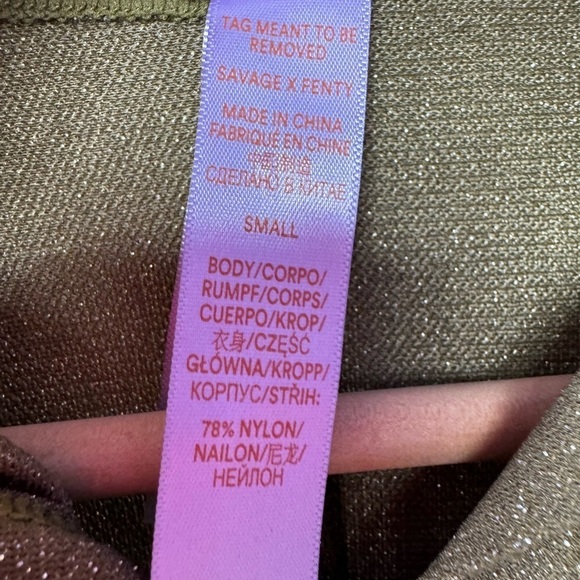 TAG MEANT TO BE
REMOVED
SAVAGE X FENTY
MADE IN CHINA
FABRIQUÉ EN CHINE
中国制造
СДЕЛАНО В КИТАЕ
SMALL
BODY/CORPO/
RUMPF/CORPS/
CUERPO/KROP/
衣身/CZĘŚĆ
GŁÓWNA/KROPP/
КОРПУС/STŘIH:
78% NYLON/
NAILON/尼龙/
НЕЙЛОН